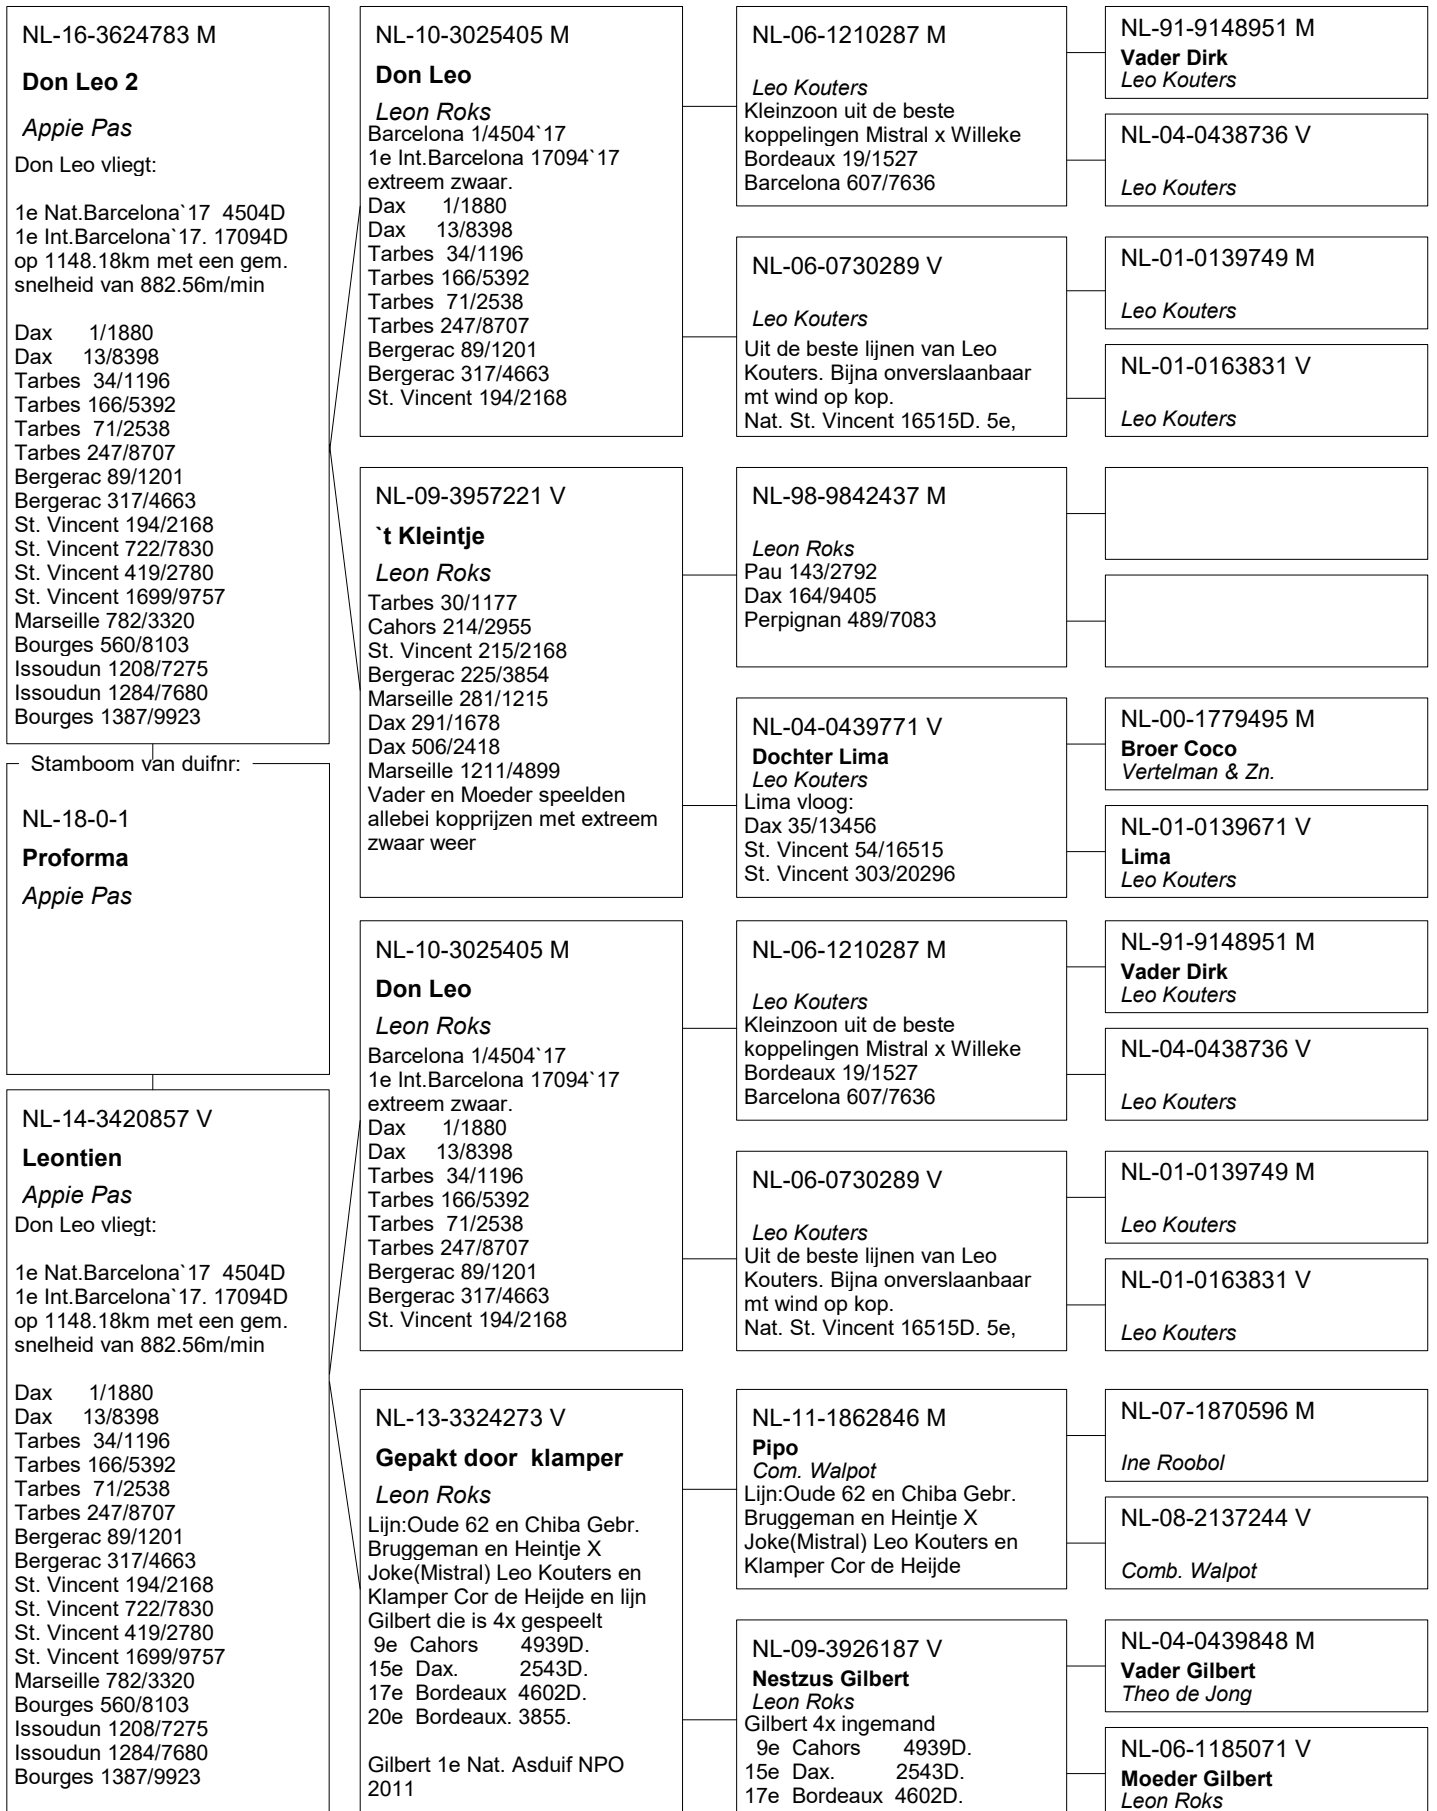 NL-16-3624783 M
Don Leo 2
Appie Pas
Don Leo vliegt:
1e Nat.Barcelona`17  4504D
1e Int.Barcelona`17. 17094D
op 1148.18km met een gem.
snelheid van 882.56m/min
Dax      1/1880
Dax     13/8398
Tarbes  34/1196
Tarbes 166/5392
Tarbes  71/2538
Tarbes 247/8707
Bergerac 89/1201
Bergerac 317/4663
St. Vincent 194/2168
St. Vincent 722/7830
St. Vincent 419/2780
St. Vincent 1699/9757
Marseille 782/3320
Bourges 560/8103
Issoudun 1208/7275
Issoudun 1284/7680
Bourges 1387/9923
Stamboom van duifnr:
NL-18-0-1
Proforma
Appie Pas
NL-14-3420857 V
Leontien
Appie Pas
Don Leo vliegt:
1e Nat.Barcelona`17  4504D
1e Int.Barcelona`17. 17094D
op 1148.18km met een gem.
snelheid van 882.56m/min
Dax      1/1880
Dax     13/8398
Tarbes  34/1196
Tarbes 166/5392
Tarbes  71/2538
Tarbes 247/8707
Bergerac 89/1201
Bergerac 317/4663
St. Vincent 194/2168
St. Vincent 722/7830
St. Vincent 419/2780
St. Vincent 1699/9757
Marseille 782/3320
Bourges 560/8103
Issoudun 1208/7275
Issoudun 1284/7680
Bourges 1387/9923
NL-10-3025405 M
Don Leo
Leon Roks
Barcelona 1/4504`17
1e Int.Barcelona 17094`17
extreem zwaar.
Dax      1/1880
Dax     13/8398
Tarbes  34/1196
Tarbes 166/5392
Tarbes  71/2538
Tarbes 247/8707
Bergerac 89/1201
Bergerac 317/4663
St. Vincent 194/2168
NL-09-3957221 V
`t Kleintje
Leon Roks
Tarbes 30/1177
Cahors 214/2955
St. Vincent 215/2168
Bergerac 225/3854
Marseille 281/1215
Dax 291/1678
Dax 506/2418
Marseille 1211/4899
Vader en Moeder speelden
allebei kopprijzen met extreem
zwaar weer
NL-10-3025405 M
Don Leo
Leon Roks
Barcelona 1/4504`17
1e Int.Barcelona 17094`17
extreem zwaar.
Dax      1/1880
Dax     13/8398
Tarbes  34/1196
Tarbes 166/5392
Tarbes  71/2538
Tarbes 247/8707
Bergerac 89/1201
Bergerac 317/4663
St. Vincent 194/2168
NL-13-3324273 V
Gepakt door  klamper
Leon Roks
Lijn:Oude 62 en Chiba Gebr.
Bruggeman en Heintje X
Joke(Mistral) Leo Kouters en
Klamper Cor de Heijde en lijn
Gilbert die is 4x gespeelt
9e  Cahors      4939D.
15e  Dax.          2543D.
17e  Bordeaux  4602D.
20e  Bordeaux. 3855.
Gilbert 1e Nat. Asduif NPO
2011
NL-06-1210287 M
Leo Kouters
Kleinzoon uit de beste
koppelingen Mistral x Willeke
Bordeaux 19/1527
Barcelona 607/7636
NL-06-0730289 V
Leo Kouters
Uit de beste lijnen van Leo
Kouters. Bijna onverslaanbaar
mt wind op kop.
Nat. St. Vincent 16515D. 5e,
NL-98-9842437 M
Leon Roks
Pau 143/2792
Dax 164/9405
Perpignan 489/7083
NL-04-0439771 V
Dochter Lima
Leo Kouters
Lima vloog:
Dax 35/13456
St. Vincent 54/16515
St. Vincent 303/20296
NL-06-1210287 M
Leo Kouters
Kleinzoon uit de beste
koppelingen Mistral x Willeke
Bordeaux 19/1527
Barcelona 607/7636
NL-06-0730289 V
Leo Kouters
Uit de beste lijnen van Leo
Kouters. Bijna onverslaanbaar
mt wind op kop.
Nat. St. Vincent 16515D. 5e,
NL-11-1862846 M
Pipo
Com. Walpot
Lijn:Oude 62 en Chiba Gebr.
Bruggeman en Heintje X
Joke(Mistral) Leo Kouters en
Klamper Cor de Heijde
NL-09-3926187 V
Nestzus Gilbert
Leon Roks
Gilbert 4x ingemand
9e  Cahors        4939D.
15e  Dax.          2543D.
17e  Bordeaux  4602D.
NL-91-9148951 M
Vader Dirk
Leo Kouters
NL-04-0438736 V
Leo Kouters
NL-01-0139749 M
Leo Kouters
NL-01-0163831 V
Leo Kouters
NL-00-1779495 M
Broer Coco
Vertelman & Zn.
NL-01-0139671 V
Lima
Leo Kouters
NL-91-9148951 M
Vader Dirk
Leo Kouters
NL-04-0438736 V
Leo Kouters
NL-01-0139749 M
Leo Kouters
NL-01-0163831 V
Leo Kouters
NL-07-1870596 M
Ine Roobol
NL-08-2137244 V
Comb. Walpot
NL-04-0439848 M
Vader Gilbert
Theo de Jong
NL-06-1185071 V
Moeder Gilbert
Leon Roks